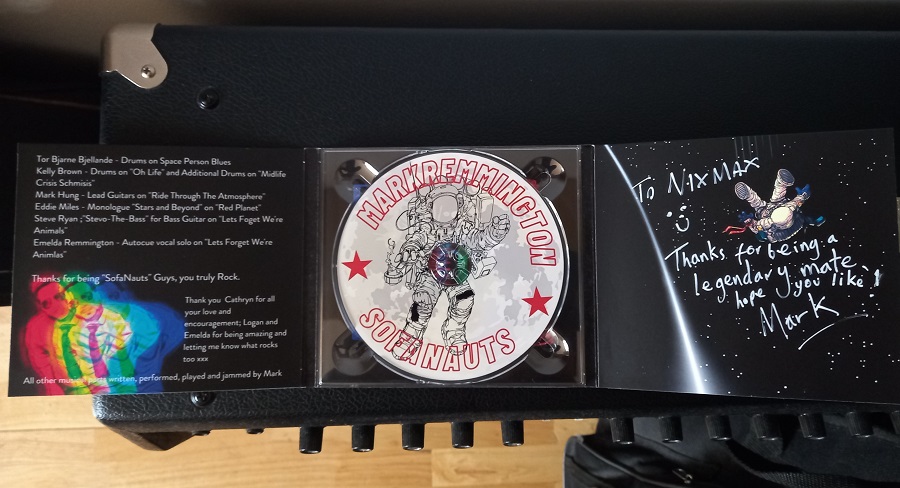 Tor Bjarne Bjellande - Drums on Space Person Blues
Kelly Brown - Drums on "Oh Life" and Additional Drums on "Midlife
Crisis Schmisis"
Mark Hung - Lead Guitars on "Ride Through The Atmosphere"
Eddie Miles - Monologue "Stars and Beyond" on "Red Planet"
Steve Ryan ;"Stevo-The-Bass" for Bass Guitar on "Lets Foget We're
Animals"
Emelda Remmington - Autocue vocal solo on "Lets Forget We're
Animlas"
Thanks for being "SofaNauts" Guys, you truly Rock.
Thank you Cathryn for all
your love and
encouragement; Logan and
Emelda for being amazing and
letting me know what rocks
too xxx
All other musical parts written, performed, played and jammed by Mark
MARK REMMINGTON
SOFANAUTS
To NIXMAX
:)
Thanks for being a
legendary mate
hope you like!
Mark